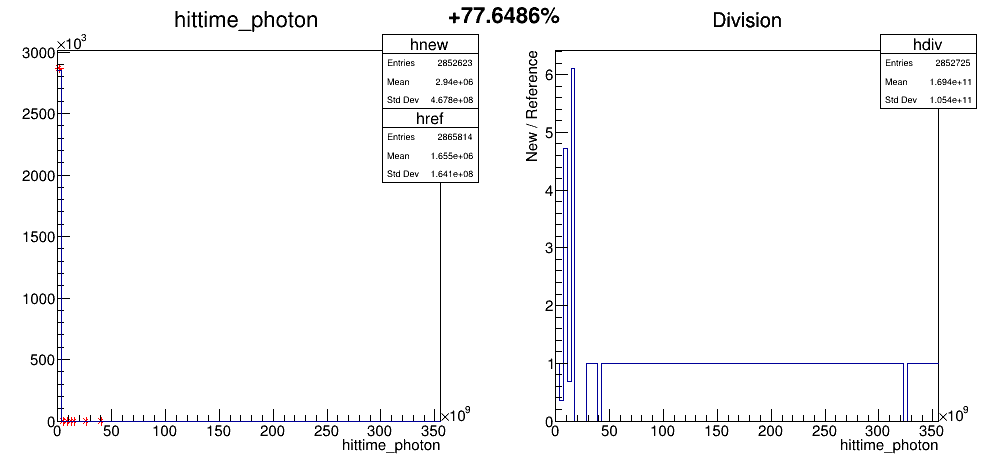 +77.6486%
hittime_photon
×10³
3000
2500
2000
1500
1000
500
0
0 50 100 150 200 250 300 350
×10⁹
hittime_photon
hnew
Entries 2852623
Mean 2.94e+06
Std Dev 4.678e+08
href
Entries 2865814
Mean 1.655e+06
Std Dev 1.641e+08
Division
New / Reference
6
5
4
3
2
1
0
0 50 100 150 200 250 300 350
×10⁹
hittime_photon
hdiv
Entries 2852725
Mean 1.694e+11
Std Dev 1.054e+11